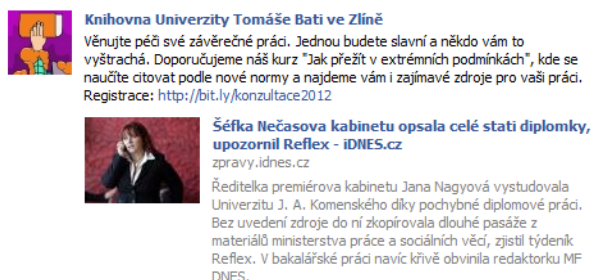 Knihovna Univerzity Tomáše Bati ve Zlíně
Věnujte péči své závěrečné práci. Jednou budete slavní a někdo vám to
vyštrachá. Doporučujeme náš kurz "Jak přežít v extrémních podmínkách", kde se
naučíte citovat podle nové normy a najdeme vám i zajímavé zdroje pro vaši práci.
Registrace: http://bit.ly/konzultace2012
Šéfka Nečasova kabinetu opsala celé stati diplomky,
upozornil Reflex - iDNES.cz
zpravy.idnes.cz
Ředitelka premiérova kabinetu Jana Nagyová vystudovala
Univerzitu J. A. Komenského díky pochybné diplomové práci.
Bez uvedení zdroje do ní zkopírovala dlouhé pasáže z
materiálů ministerstva práce a sociálních věcí, zjistil týdeník
Reflex. V bakalářské práci navíc křivě obvinila redaktorku MF
DNES.